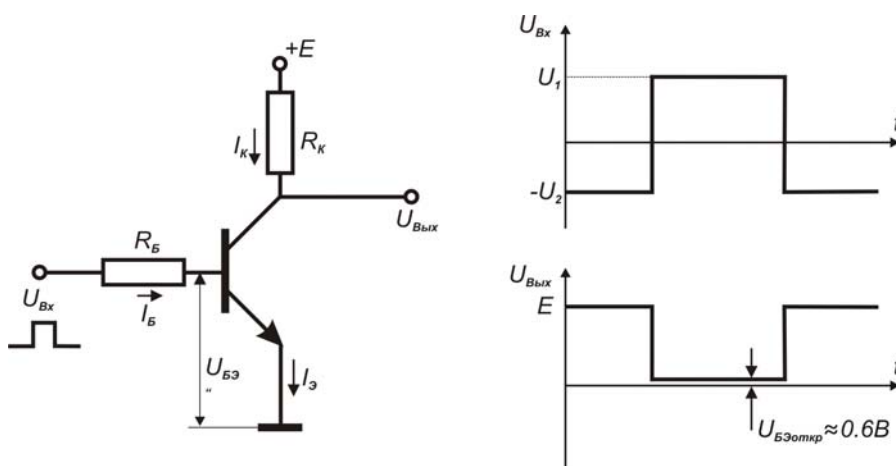 +E
I_К
R_К
U_Вых
R_Б
U_Вх
I_Б
U_БЭ
“
I_Э
U_Вх
U_1
t
-U_2
U_Вых
E
t
U_БЭоткр≈0.6В